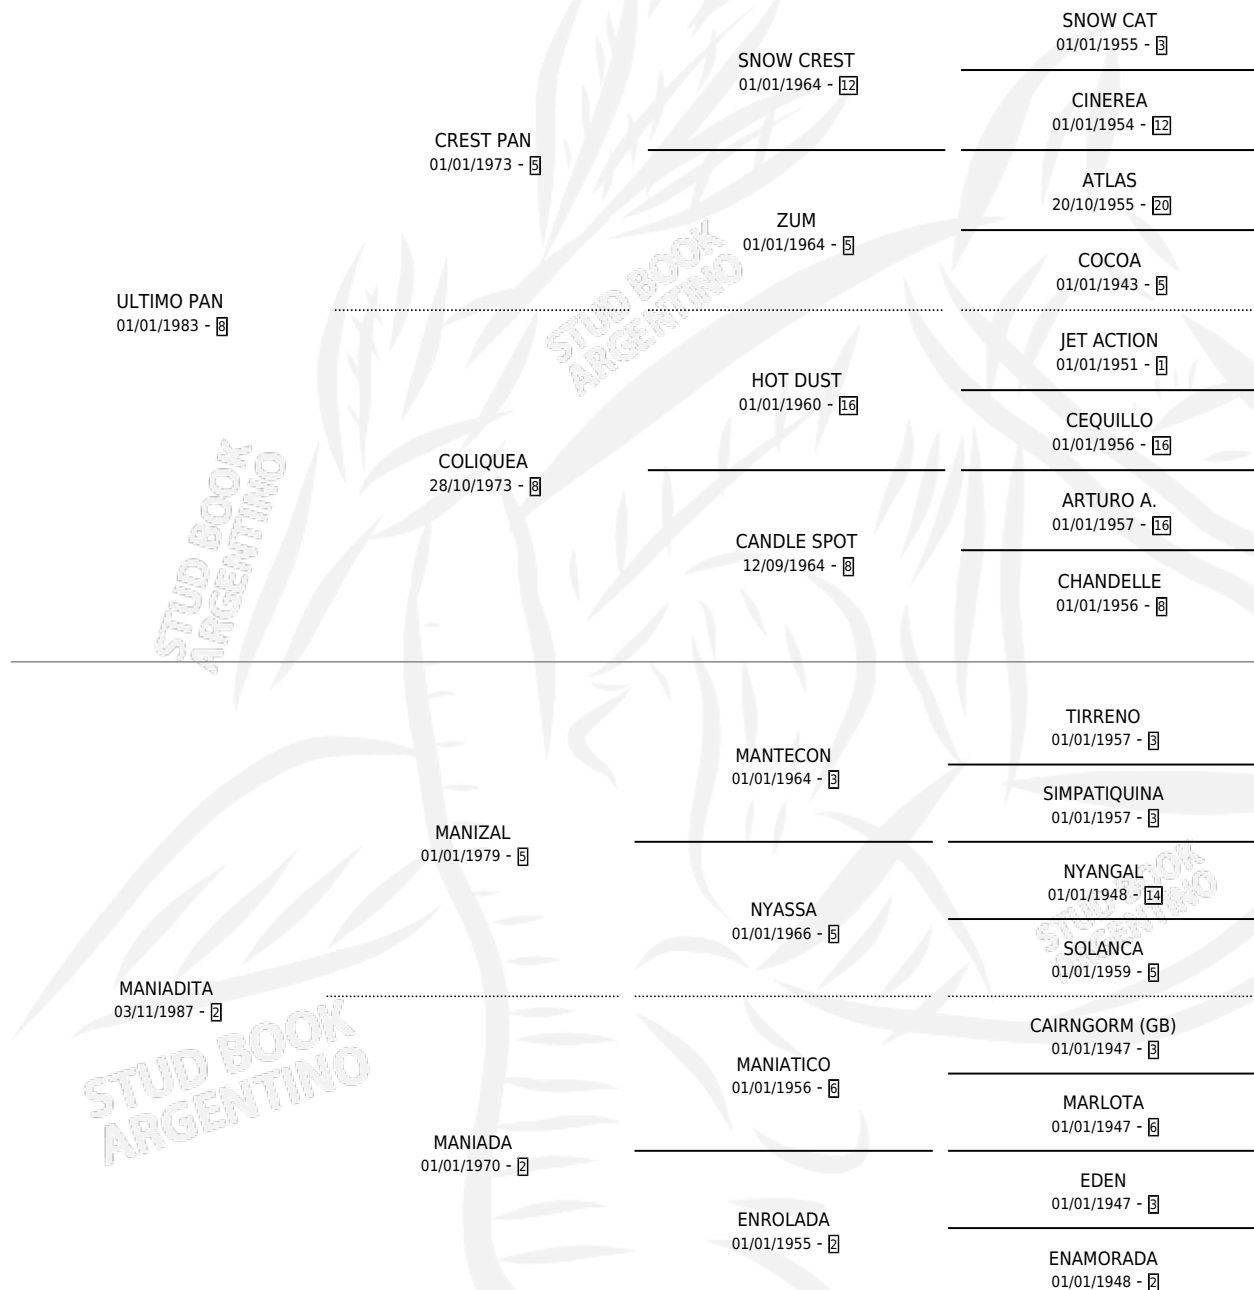 SNOW CAT
01/01/1955 - 3
SNOW CREST
01/01/1964 - 12
CINEREA
01/01/1954 - 12
CREST PAN
01/01/1973 - 5
ATLAS
20/10/1955 - 20
ZUM
01/01/1964 - 5
COCOA
01/01/1943 - 5
ULTIMO PAN
01/01/1983 - 8
JET ACTION
01/01/1951 - 1
HOT DUST
01/01/1960 - 16
CEQUILLO
01/01/1956 - 16
COLIQUEA
28/10/1973 - 8
ARTURO A.
01/01/1957 - 16
CANDLE SPOT
12/09/1964 - 8
CHANDELLE
01/01/1956 - 8
TIRRENO
01/01/1957 - 3
MANTECON
01/01/1964 - 3
SIMPATIQUINA
01/01/1957 - 3
MANIZAL
01/01/1979 - 5
NYANGAL
01/01/1948 - 14
NYASSA
01/01/1966 - 5
SOLANCA
01/01/1959 - 5
MANIADITA
03/11/1987 - 2
CAIRNGORM (GB)
01/01/1947 - 3
MANIATICO
01/01/1956 - 6
MARLOTA
01/01/1947 - 6
MANIADA
01/01/1970 - 2
EDEN
01/01/1947 - 3
ENROLADA
01/01/1955 - 2
ENAMORADA
01/01/1948 - 2
STUD BOOK
ARGENTINO
STUD BOOK
ARGENTINO
STUD BOOK
ARGENTINO
STUD BOOK
ARGENTINO